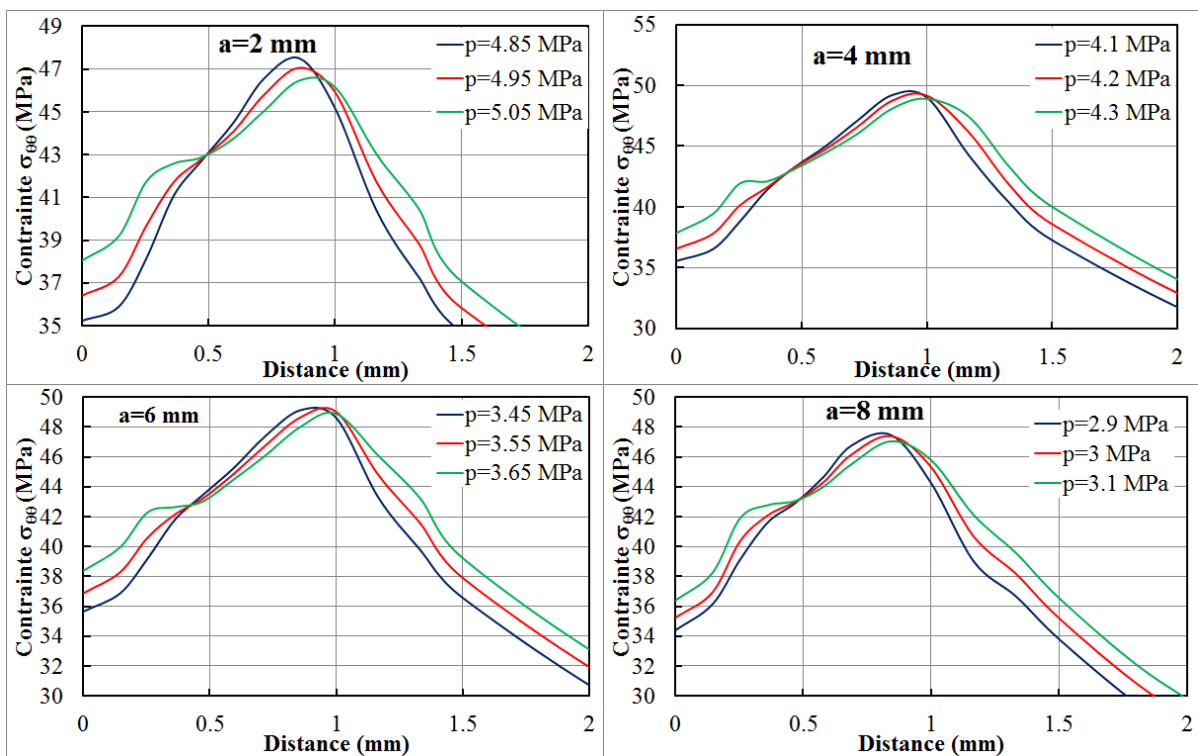 a=2 mm
p=4.85 MPa
p=4.95 MPa
p=5.05 MPa
Contrainte σθθ (MPa)
49
47
45
43
41
39
37
35
0
0.5
1
1.5
2
Distance (mm)
a=4 mm
p=4.1 MPa
p=4.2 MPa
p=4.3 MPa
Contrainte σθθ (MPa)
55
50
45
40
35
30
0
0.5
1
1.5
2
Distance (mm)
a=6 mm
p=3.45 MPa
p=3.55 MPa
p=3.65 MPa
Contrainte σθθ (MPa)
50
48
46
44
42
40
38
36
34
32
30
0
0.5
1
1.5
2
Distance (mm)
a=8 mm
p=2.9 MPa
p=3 MPa
p=3.1 MPa
Contrainte σθθ (MPa)
50
48
46
44
42
40
38
36
34
32
30
0
0.5
1
1.5
2
Distance (mm)